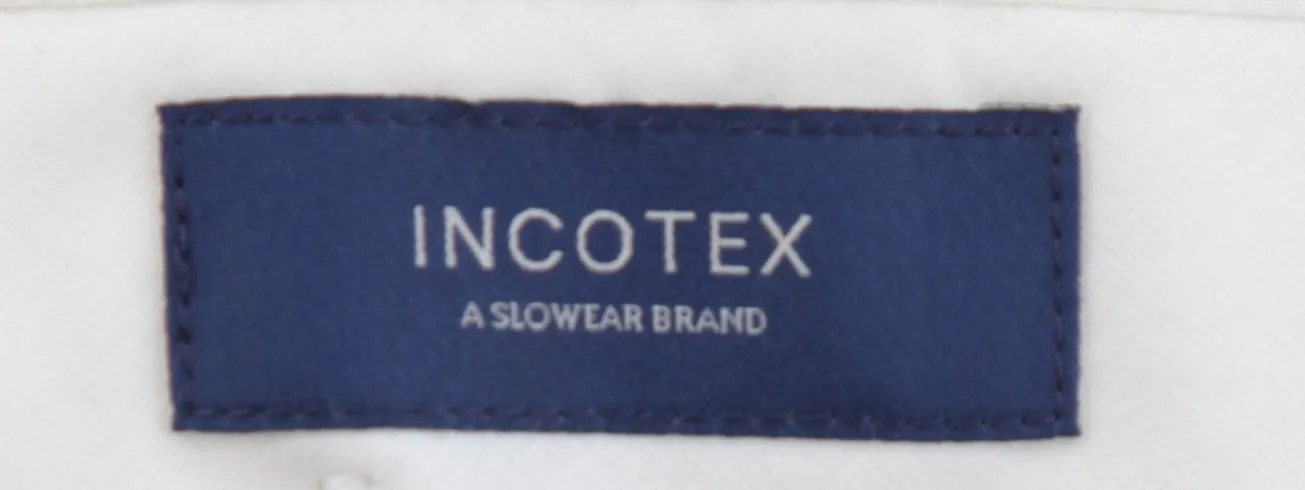 INCOTEX
A SLOWEAR BRAND